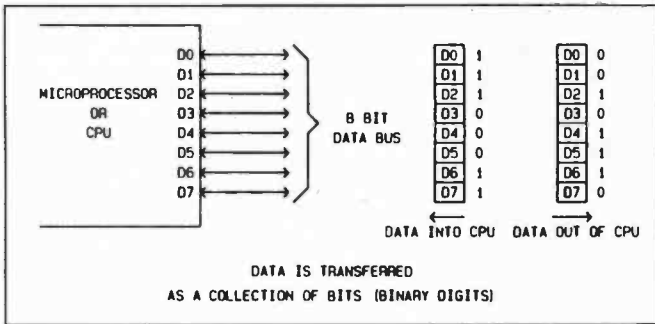 D0
D1
MICROPROCESSOR D2
OR D3
CPU D4
D5
D6
D7
8 BIT
DATA BUS
D0 1
D1 1
D2 1
D3 0
D4 0
D5 0
D6 1
D7 1
DATA INTO CPU
D0 0
D1 0
D2 1
D3 0
D4 1
D5 1
D6 1
D7 0
DATA OUT OF CPU
DATA IS TRANSFERRED
AS A COLLECTION OF BITS (BINARY DIGITS)